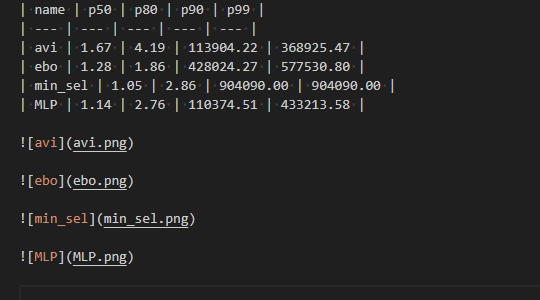 | name | p50 | p80 | p90 | p99 |
| --- | --- | --- | --- | --- |
| avi | 1.67 | 4.19 | 113904.22 | 368925.47 |
| ebo | 1.28 | 1.86 | 428024.27 | 577530.80 |
| min_sel | 1.05 | 2.86 | 904090.00 | 904090.00 |
| MLP | 1.14 | 2.76 | 110374.51 | 433213.58 |
![avi](avi.png)
![ebo](ebo.png)
![min_sel](min_sel.png)
![MLP](MLP.png)